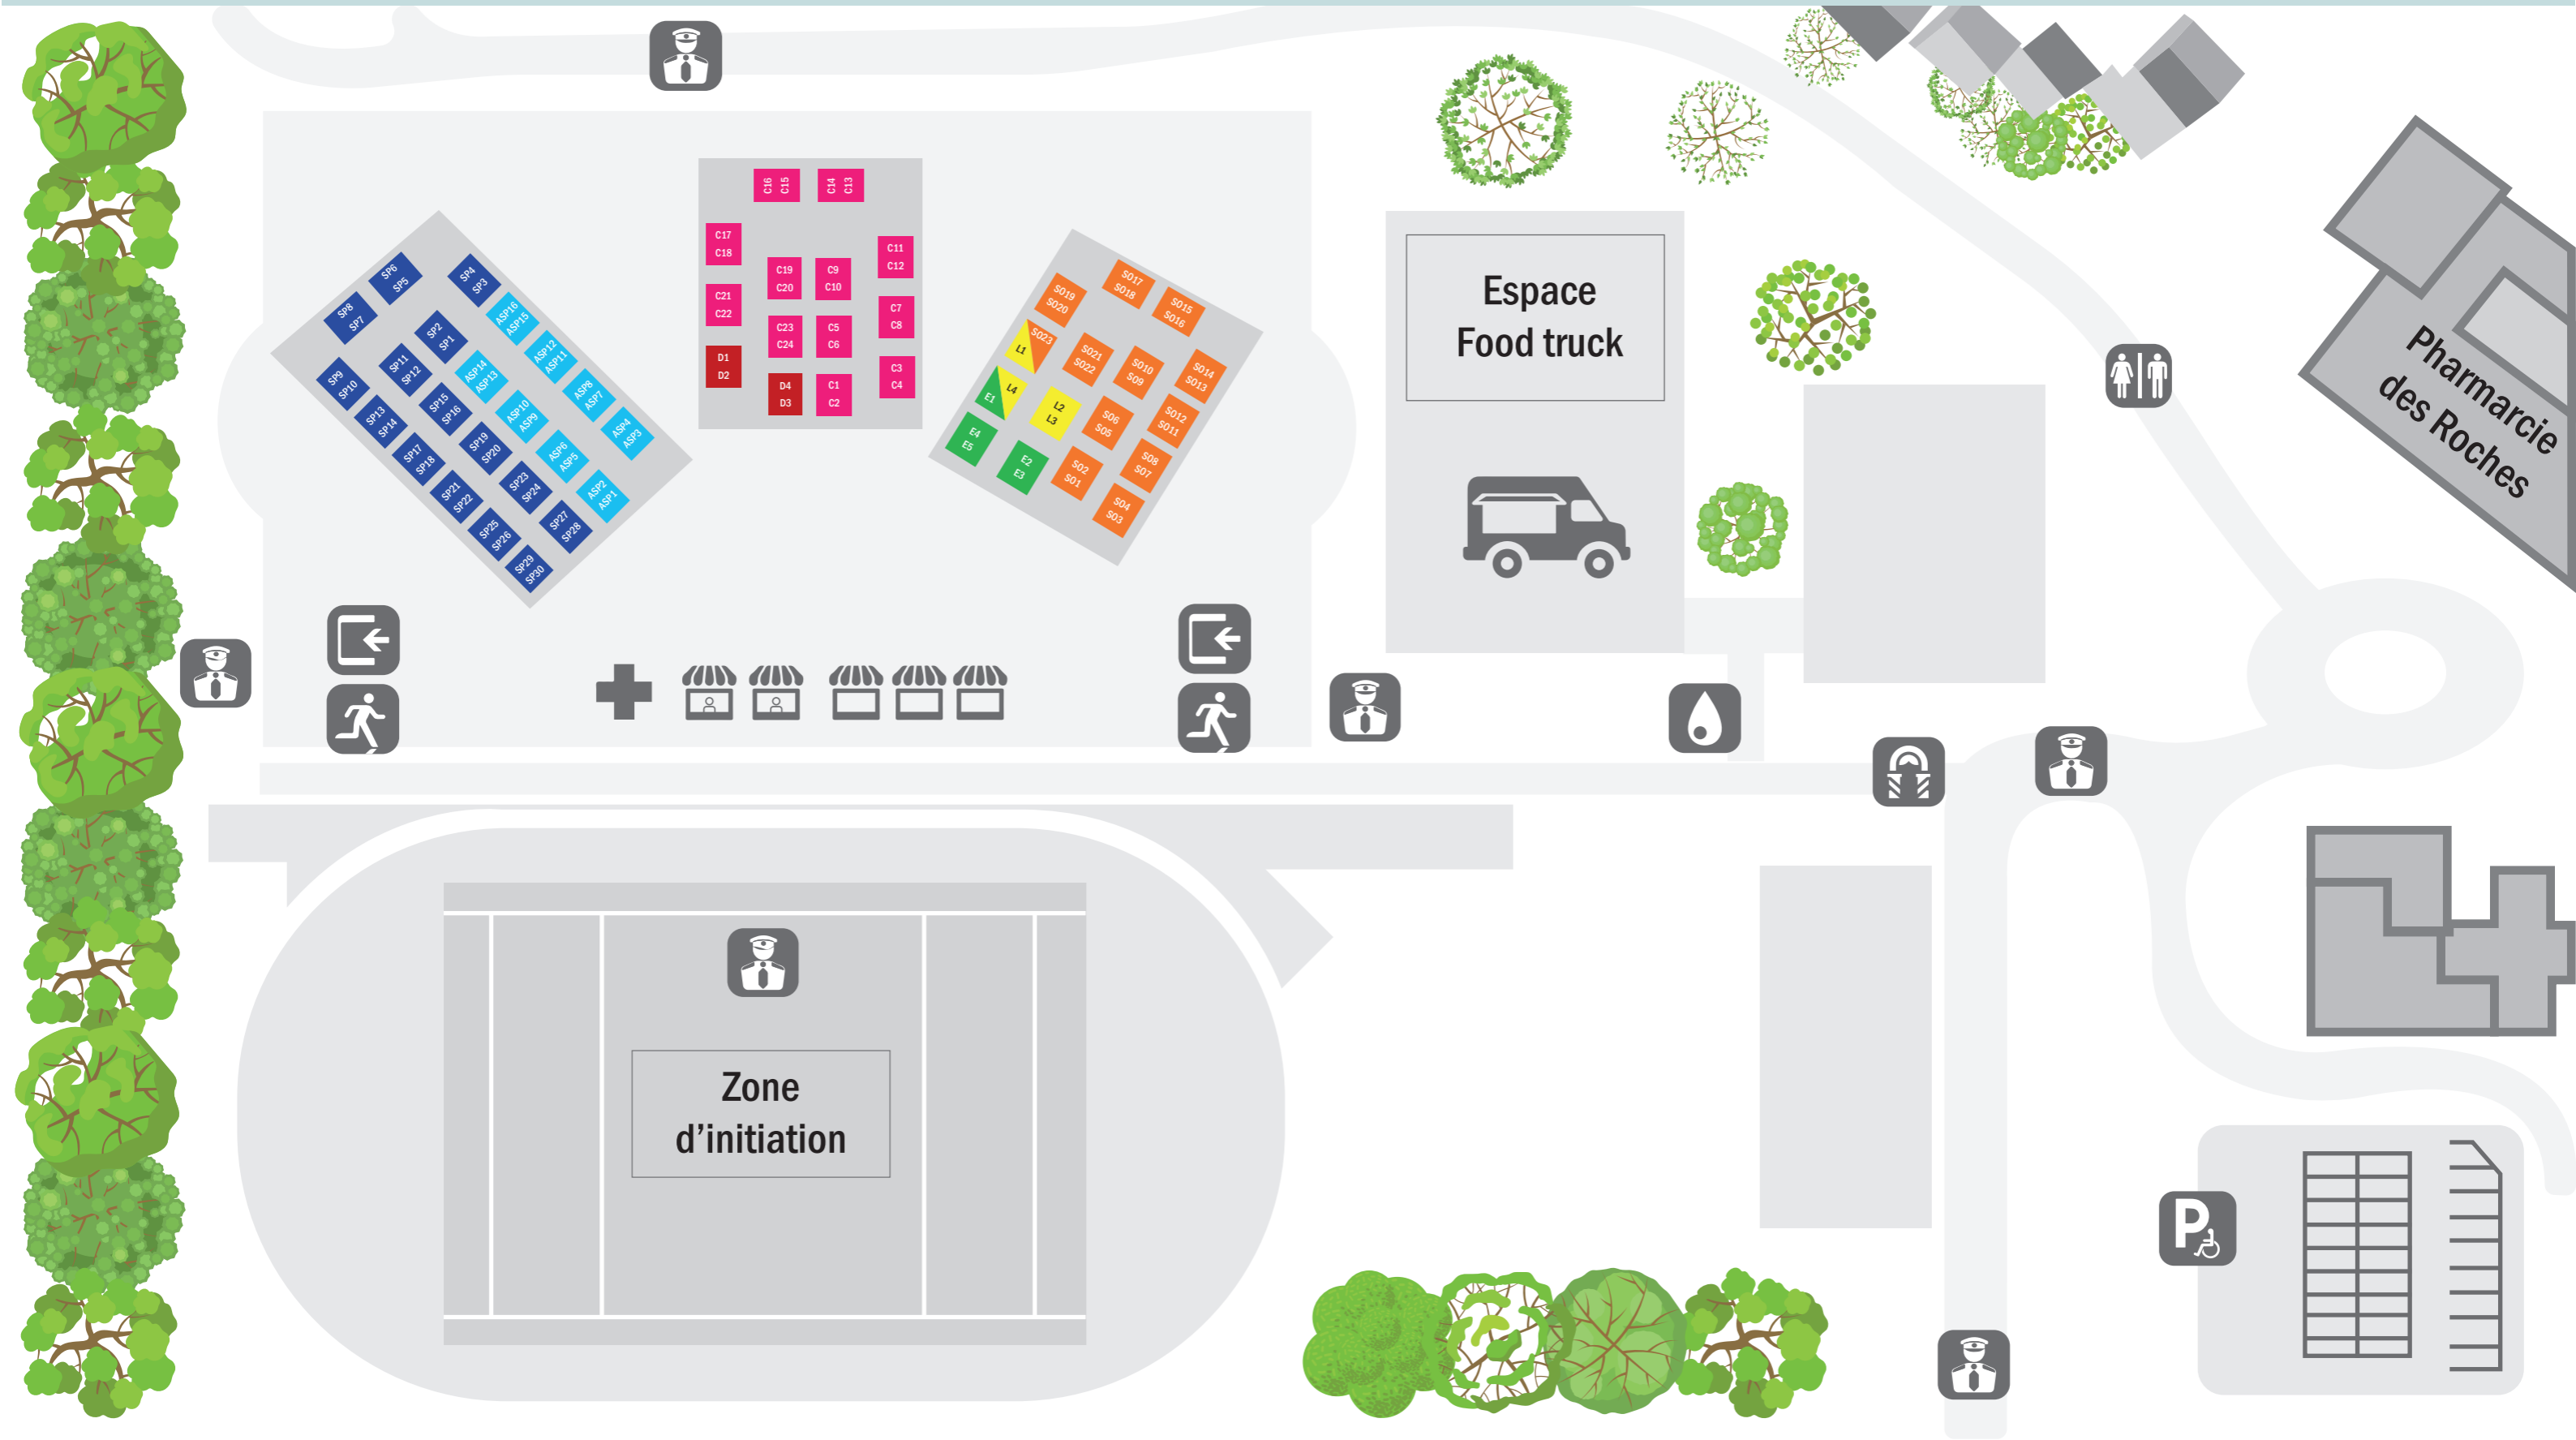 SP6
SP5
SP8
SP7
SP4
SP3
ASP16
ASP15
SP2
SP1
ASP12
ASP11
SP11
SP12
ASP14
ASP13
ASP8
ASP7
SP9
SP10
SP15
SP16
ASP10
ASP9
ASP4
ASP3
SP13
SP14
SP19
SP20
ASP6
ASP5
SP17
SP18
SP23
SP24
ASP2
ASP1
SP21
SP22
SP27
SP28
SP25
SP26
SP29
SP30
C16
C15
C14
C13
C17
C18
C11
C12
C19
C20
C9
C10
C21
C22
C7
C8
C23
C24
C5
C6
D1
D2
C3
C4
D4
D3
C1
C2
SO17
SO18
SO19
SO20
SO15
SO16
SO23
L1
SO21
SO22
SO10
SO9
SO14
SO13
L4
E1
L2
L3
SO6
SO5
SO12
SO11
E4
E5
E2
E3
SO2
SO1
SO8
SO7
SO4
SO3
Espace
Food truck
Pharmarcie
des Roches
Zone
d'initiation
P